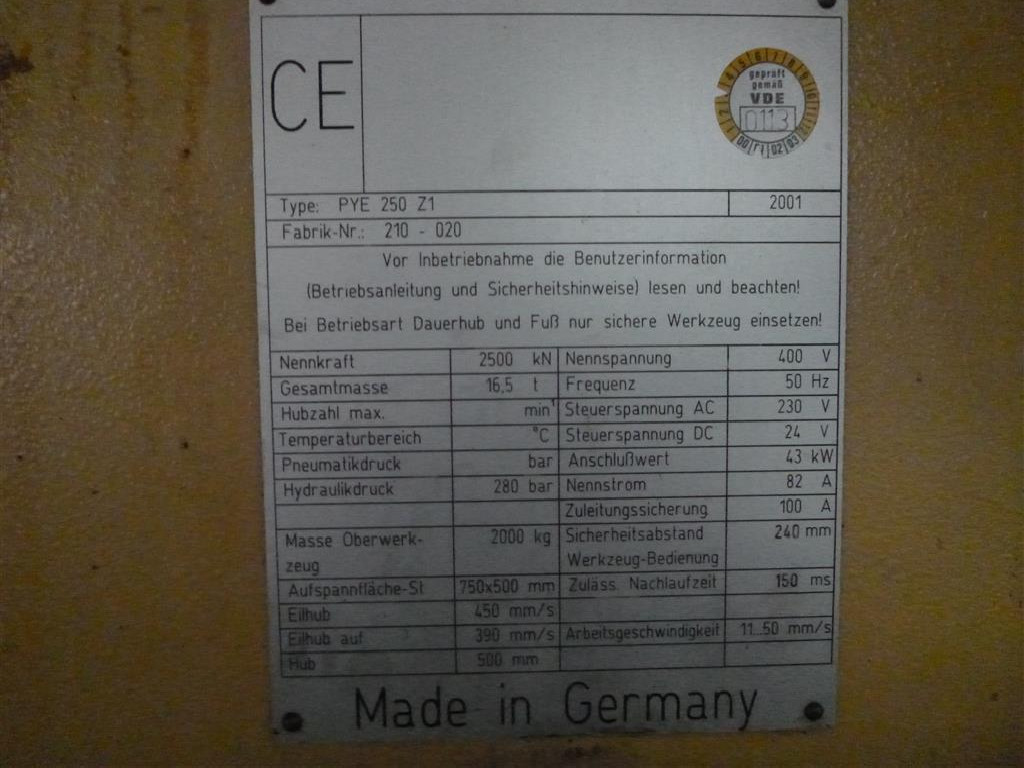 CE
geprüft
gemäß
VDE
0113
Type: PYE 250 Z1 2001
Fabrik-Nr.: 210 - 020
Vor Inbetriebnahme die Benutzerinformation
(Betriebsanleitung und Sicherheitshinweise) lesen und beachten!
Bei Betriebsart Dauerhub und Fuß nur sichere Werkzeug einsetzen!
Nennkraft 2500 kN Nennspannung 400 V
Gesamtmasse 16,5 t Frequenz 50 Hz
Hubzahl max. min¹ Steuerspannung AC 230 V
Temperaturbereich °C Steuerspannung DC 24 V
Pneumatikdruck bar Anschlußwert 43 kW
Hydraulikdruck 280 bar Nennstrom 82 A
Zuleitungssicherung 100 A
Masse Oberwerk- 2000 kg Sicherheitsabstand 240 mm
zeug Werkzeug-Bedienung
Aufspannfläche-St 750x500 mm Zuläss. Nachlaufzeit 150 ms
Eilhub 450 mm/s
Eilhub auf 390 mm/s Arbeitsgeschwindigkeit 11...50 mm/s
Hub 500 mm
Made in Germany